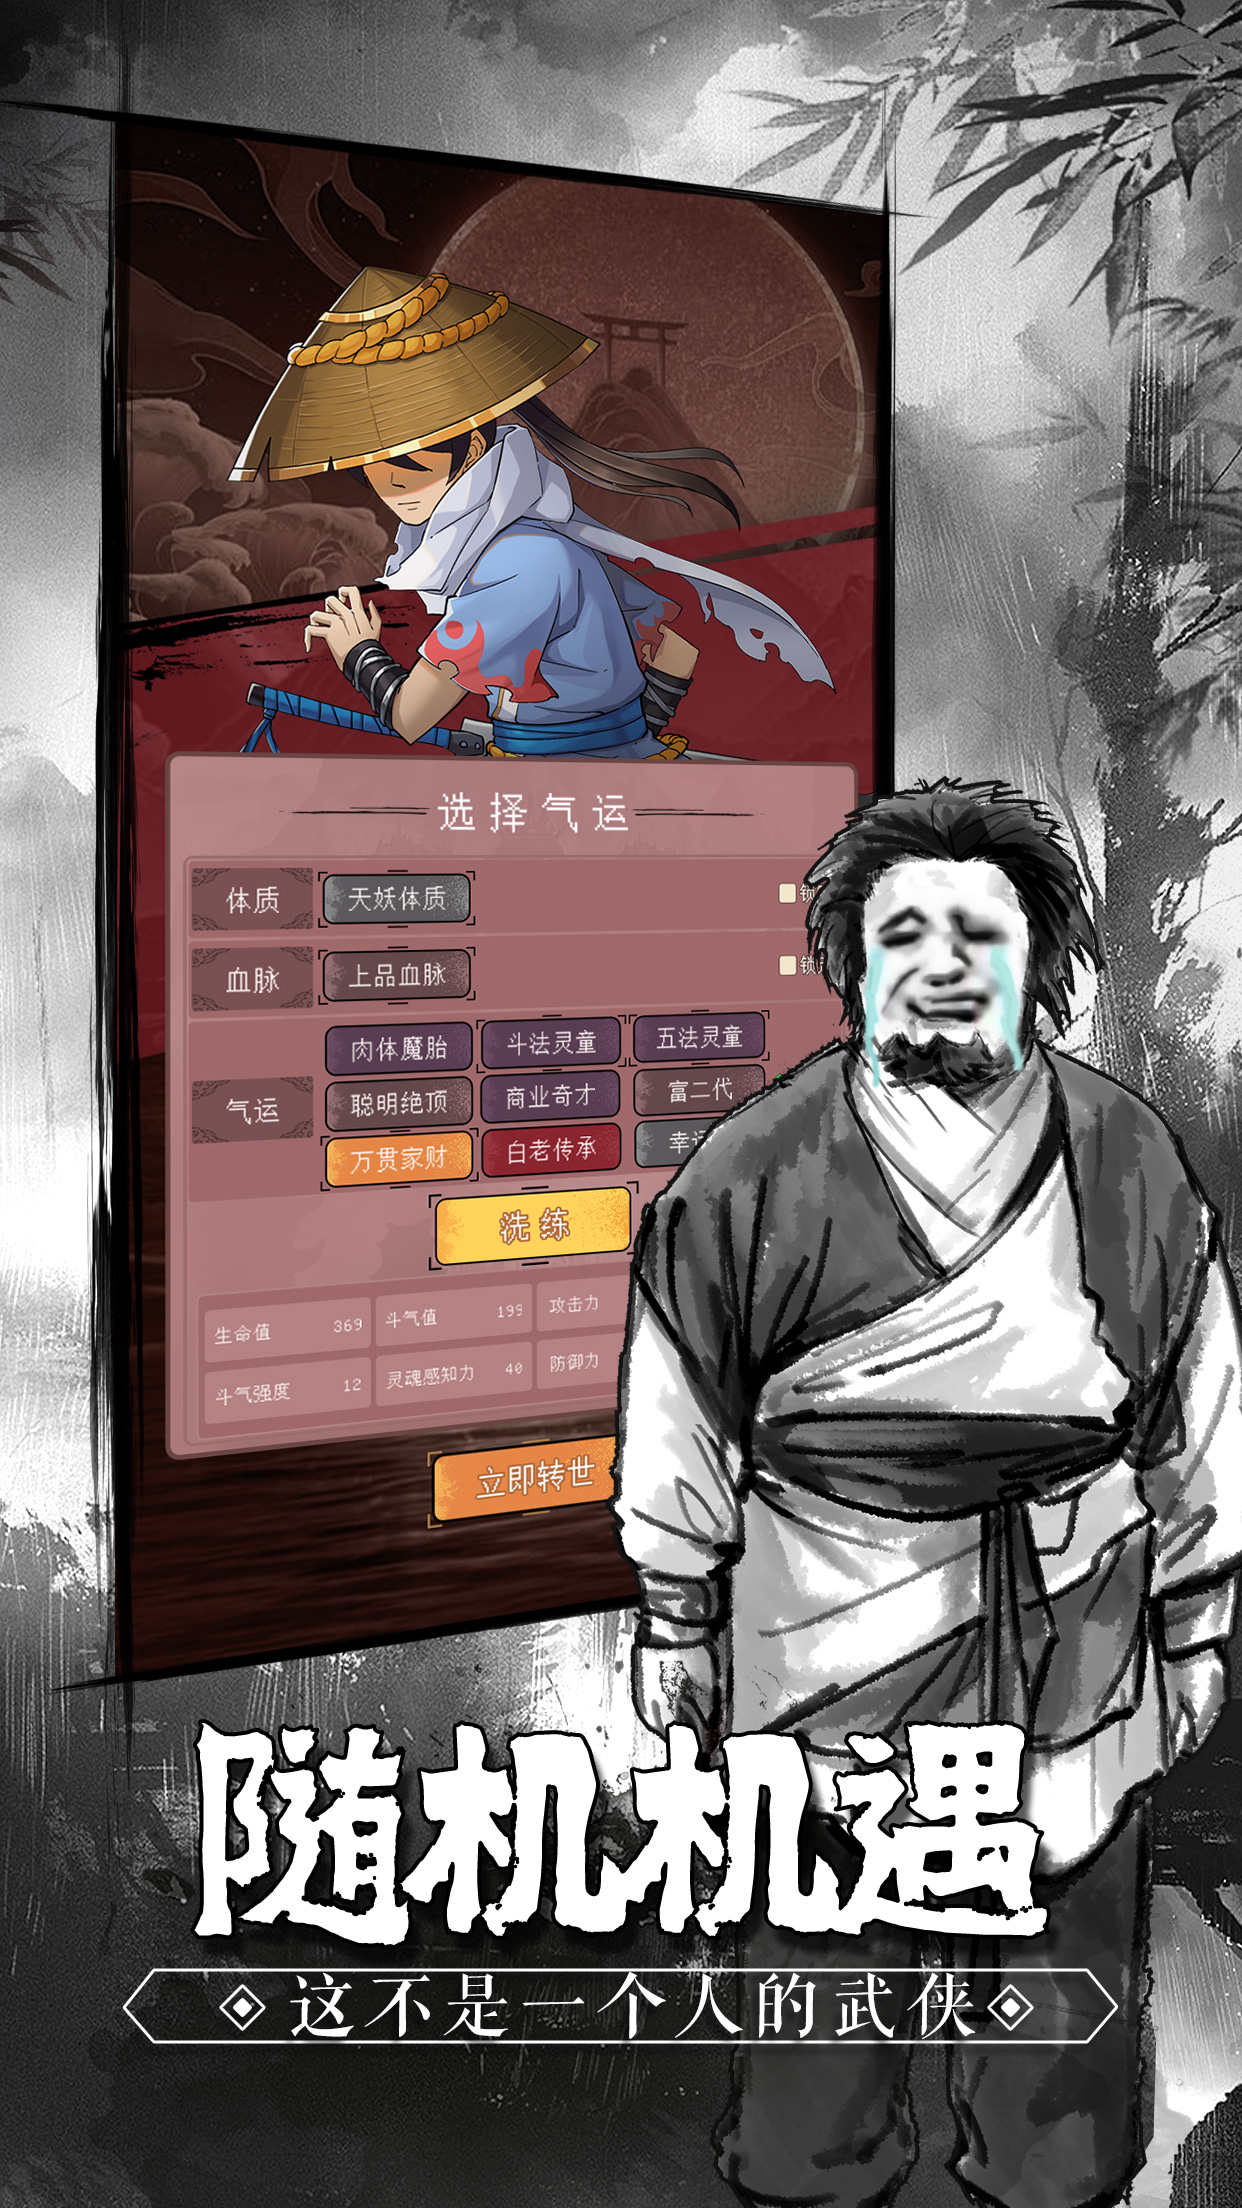 选择气运
体质 天妖体质
血脉 上品血脉
肉体魔胎 斗法灵童 五法灵童
气运 聪明绝顶 商业奇才 富二代
万贯家财 白老传承 幸
洗练
生命值 369 斗气值 199 攻击力
斗气强度 12 灵魂感知力 40 防御力
立即转世
随机机遇
这不是一个人的武侠